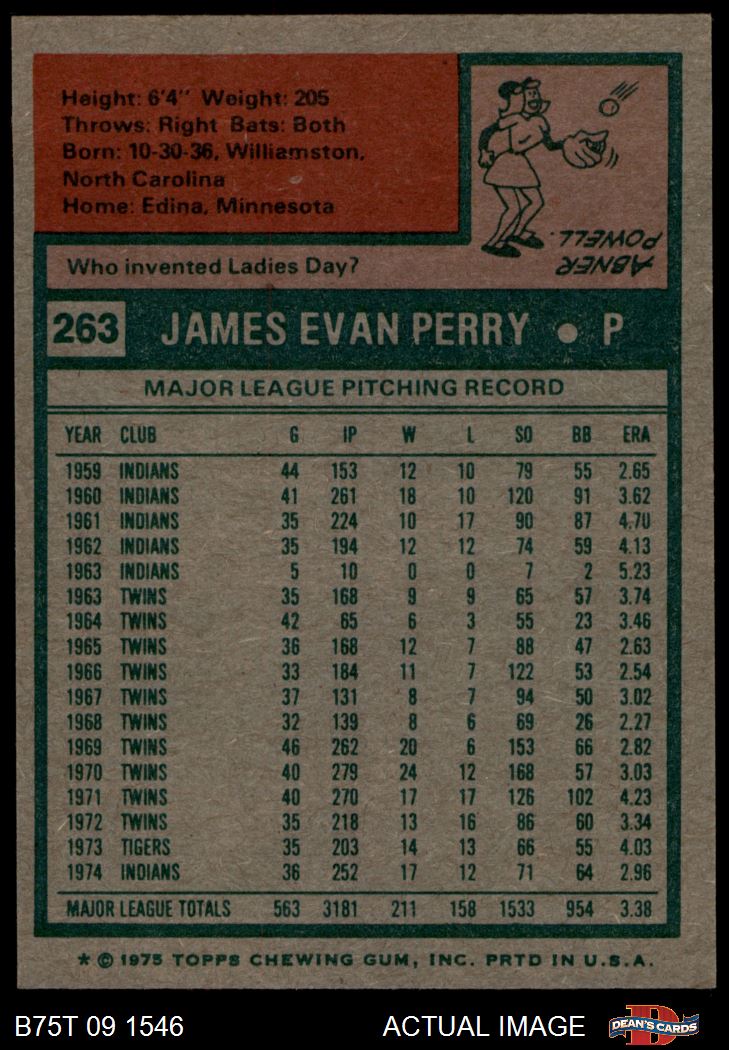 Height: 6'4" Weight: 205
Throws: Right Bats: Both
Born: 10-30-36, Williamston,
North Carolina
Home: Edina, Minnesota
ABNER
POWELL.
Who invented Ladies Day?
263 JAMES EVAN PERRY ● P
MAJOR LEAGUE PITCHING RECORD
YEAR CLUB G IP W L SO BB ERA
1959 INDIANS 44 153 12 10 79 55 2.65
1960 INDIANS 41 261 18 10 120 91 3.62
1961 INDIANS 35 224 10 17 90 87 4.70
1962 INDIANS 35 194 12 12 74 59 4.13
1963 INDIANS 5 10 0 0 7 2 5.23
1963 TWINS 35 168 9 9 65 57 3.74
1964 TWINS 42 65 6 3 55 23 3.46
1965 TWINS 36 168 12 7 88 47 2.63
1966 TWINS 33 184 11 7 122 53 2.54
1967 TWINS 37 131 8 7 94 50 3.02
1968 TWINS 32 139 8 6 69 26 2.27
1969 TWINS 46 262 20 6 153 66 2.82
1970 TWINS 40 279 24 12 168 57 3.03
1971 TWINS 40 270 17 17 126 102 4.23
1972 TWINS 35 218 13 16 86 60 3.34
1973 TIGERS 35 203 14 13 66 55 4.03
1974 INDIANS 36 252 17 12 71 64 2.96
MAJOR LEAGUE TOTALS 563 3181 211 158 1533 954 3.38
* © 1975 TOPPS CHEWING GUM, INC. PRTD IN U.S.A.
B75T 09 1546 ACTUAL IMAGE D DEAN'S CARDS